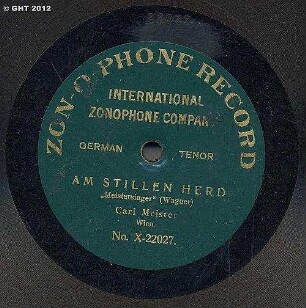 © GHT 2012
ZON-O-PHONE RECORD
INTERNATIONAL
ZONOPHONE COMPANY
GERMAN TENOR
AM STILLEN HERD
„Meistersinger" (Wagner)
Carl Meister
Wien
No. X-22027.